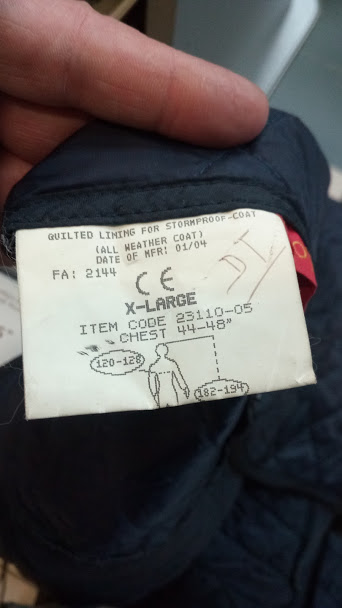 QUILTED LINING FOR STORMPROOF-COAT
(ALL WEATHER COAT)
DATE OF MFR: 01/04
FA: 2144
CE
DI
X-LARGE
ITEM CODE 23110-05
CHEST 44-48"
120-128
182-194